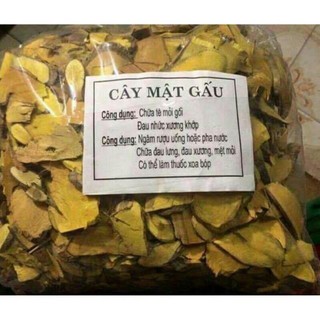 CÂY MẬT GẤU
Công dụng: Chữa tê mỏi gối
Đau nhức xương khớp
Công dụng: Ngâm rượu uống hoặc pha nước
Chữa đau lưng, đau xương, mệt mỏi
Có thể làm thuốc xoa bóp